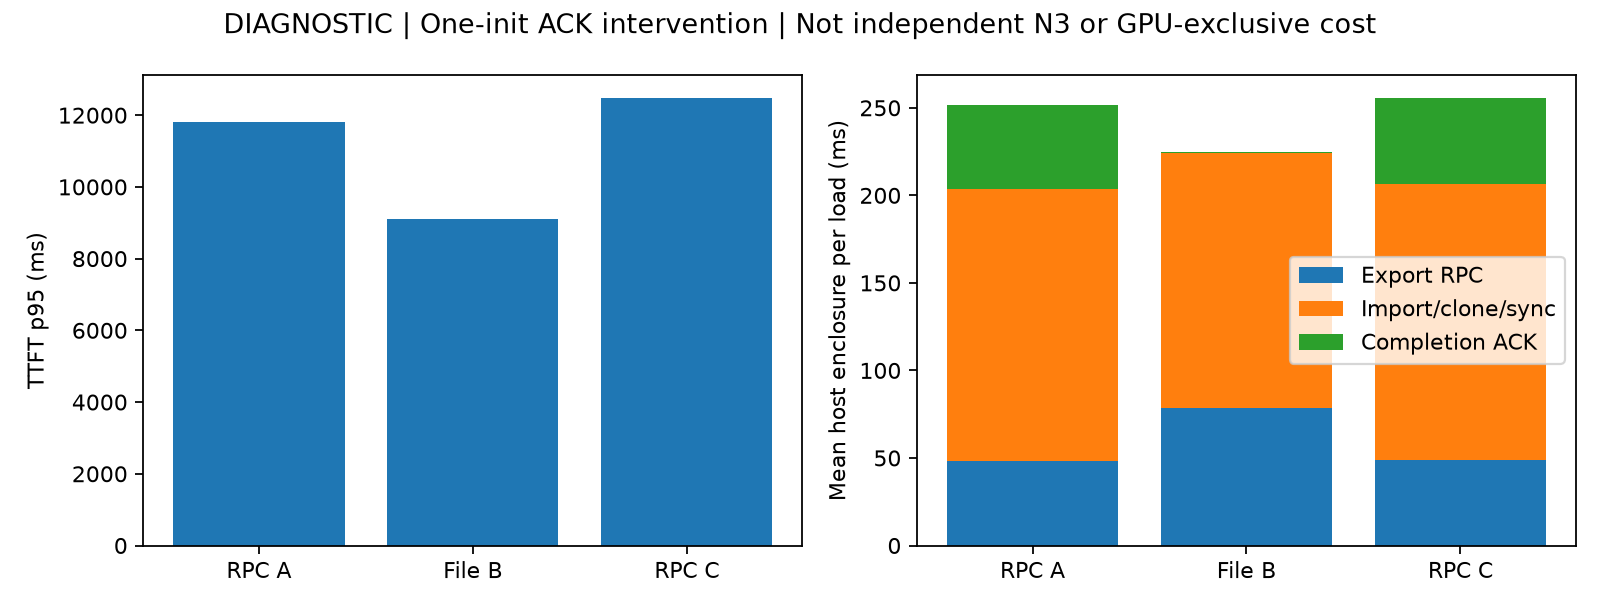 DIAGNOSTIC | One-init ACK intervention | Not independent N3 or GPU-exclusive cost
TTFT p95 (ms)
12000
10000
8000
6000
4000
2000
0
RPC A
File B
RPC C
Mean host enclosure per load (ms)
250
200
150
100
50
0
Export RPC
Import/clone/sync
Completion ACK
RPC A
File B
RPC C